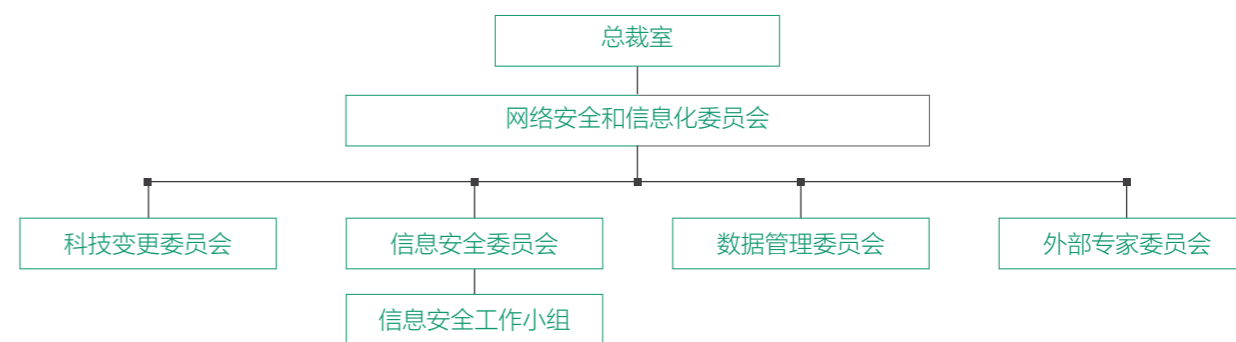 总裁室
网络安全和信息化委员会
科技变更委员会
信息安全委员会
数据管理委员会
外部专家委员会
信息安全工作小组